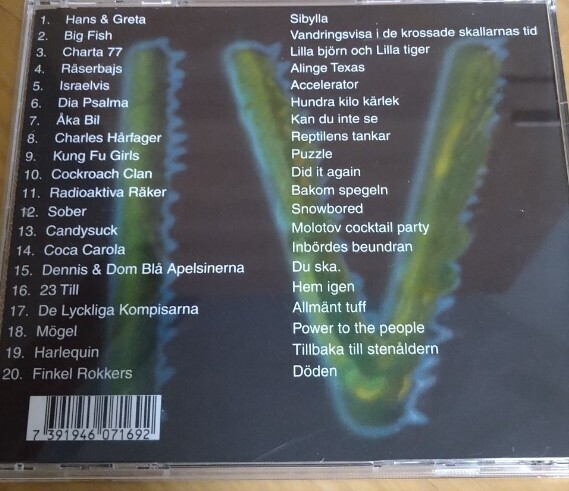 1. Hans & Greta Sibylla
2. Big Fish Vandringsvisa i de krossade skallarnas tid
3. Charta 77 Lilla björn och Lilla tiger
4. Räserbajs Alinge Texas
5. Israelvis Accelerator
6. Dia Psalma Hundra kilo kärlek
7. Åka Bil Kan du inte se
8. Charles Hårfager Reptilens tankar
9. Kung Fu Girls Puzzle
10. Cockroach Clan Did it again
11. Radioaktiva Räker Bakom spegeln
12. Sober Snowbored
13. Candysuck Molotov cocktail party
14. Coca Carola Inbördes beundran
15. Dennis & Dom Blå Apelsinerna Du ska.
16. 23 Till Hem igen
17. De Lyckliga Kompisarna Allmänt tuff
18. Mögel Power to the people
19. Harlequin Tillbaka till stenåldern
20. Finkel Rokkers Döden
7 391946 071692
IV